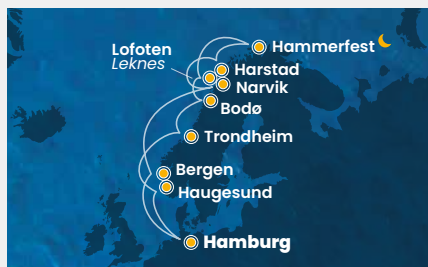 Lofoten
Leknes
Hammerfest
Harstad
Narvik
Bodø
Trondheim
Bergen
Haugesund
Hamburg